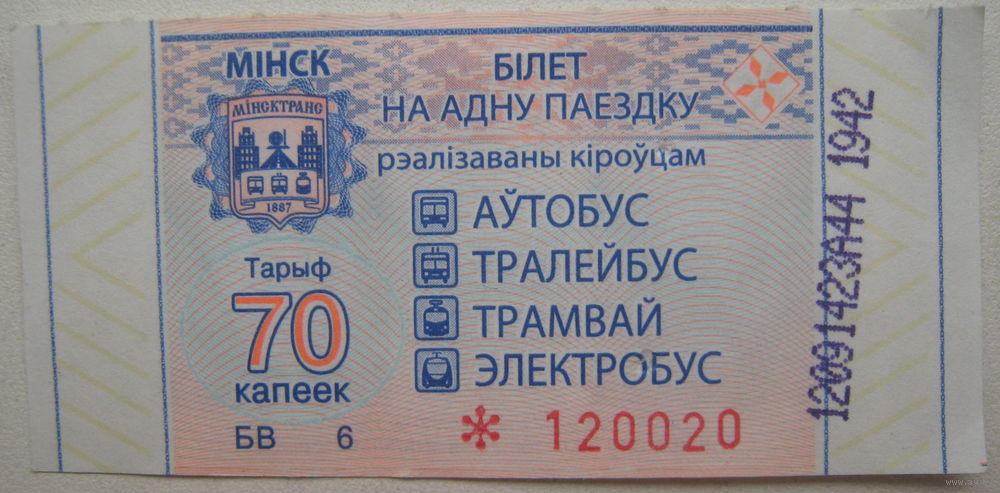 МІНСК
МІНСКТРАНС
1887
БІЛЕТ
НА АДНУ ПАЕЗДКУ
рэалізаваны кіроўцам
АЎТОБУС
ТРАЛЕЙБУС
ТРАМВАЙ
ЭЛЕКТРОБУС
Тарыф
70
капеек
БВ 6
* 120020
12091423А44 1942